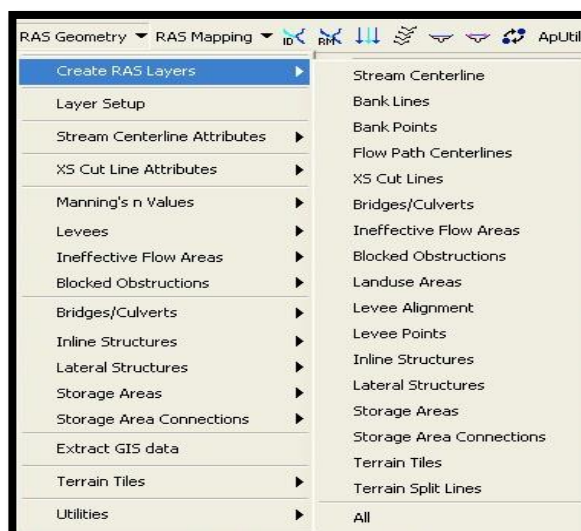 RAS Geometry RAS Mapping ID RM ApUtil
Create RAS Layers
Layer Setup
Stream Centerline Attributes
XS Cut Line Attributes
Manning's n Values
Levees
Ineffective Flow Areas
Blocked Obstructions
Bridges/Culverts
Inline Structures
Lateral Structures
Storage Areas
Storage Area Connections
Extract GIS data
Terrain Tiles
Utilities
Stream Centerline
Bank Lines
Bank Points
Flow Path Centerlines
XS Cut Lines
Bridges/Culverts
Ineffective Flow Areas
Blocked Obstructions
Landuse Areas
Levee Alignment
Levee Points
Inline Structures
Lateral Structures
Storage Areas
Storage Area Connections
Terrain Tiles
Terrain Split Lines
All